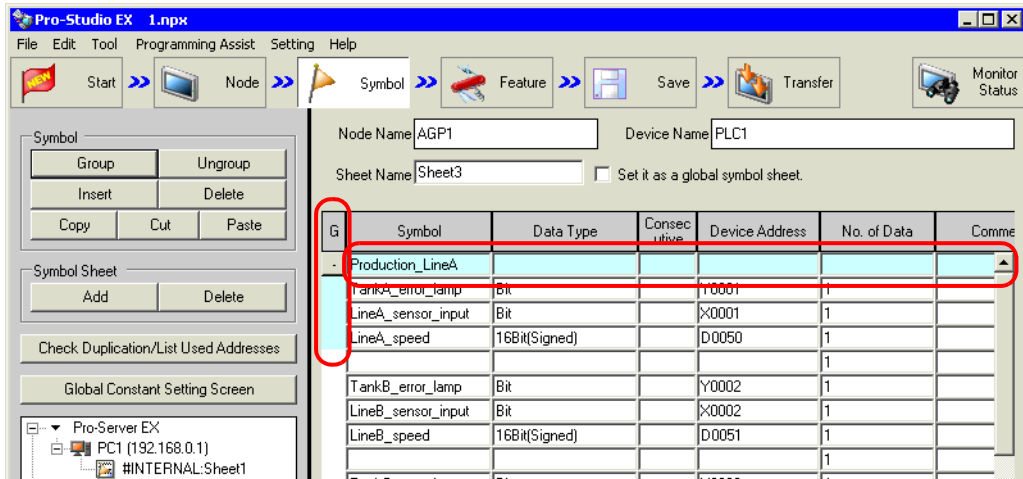 Pro-Studio EX 1.npx
File Edit Tool Programming Assist Setting Help
NEW Start Node Symbol Feature Save Transfer Monitor Status
Symbol
Group Ungroup
Insert Delete
Copy Cut Paste
Symbol Sheet
Add Delete
Check Duplication/List Used Addresses
Global Constant Setting Screen
Pro-Server EX
PC1 (192.168.0.1)
#INTERNAL:Sheet1
Node Name AGP1 Device Name PLC1
Sheet Name Sheet3 Set it as a global symbol sheet.
G Symbol Data Type Consecutive Device Address No. of Data Comme
- Production_LineA
TankA_error_lamp Bit Y0001 1
LineA_sensor_input Bit X0001 1
LineA_speed 16Bit(Signed) D0050 1
1
TankB_error_lamp Bit Y0002 1
LineB_sensor_input Bit X0002 1
LineB_speed 16Bit(Signed) D0051 1
1